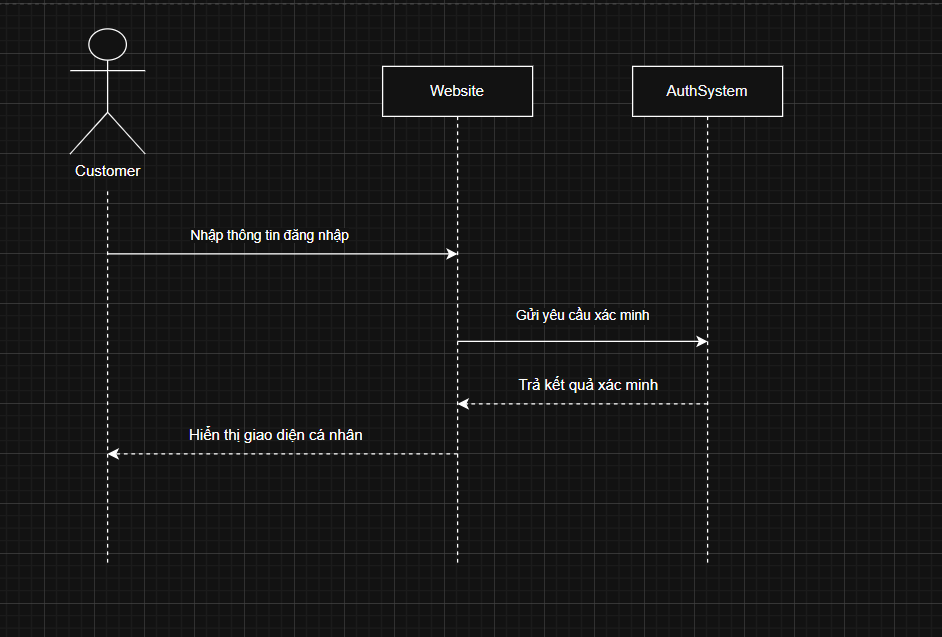 Website
AuthSystem
Customer
Nhập thông tin đăng nhập
Gửi yêu cầu xác minh
Trả kết quả xác minh
Hiển thị giao diện cá nhân